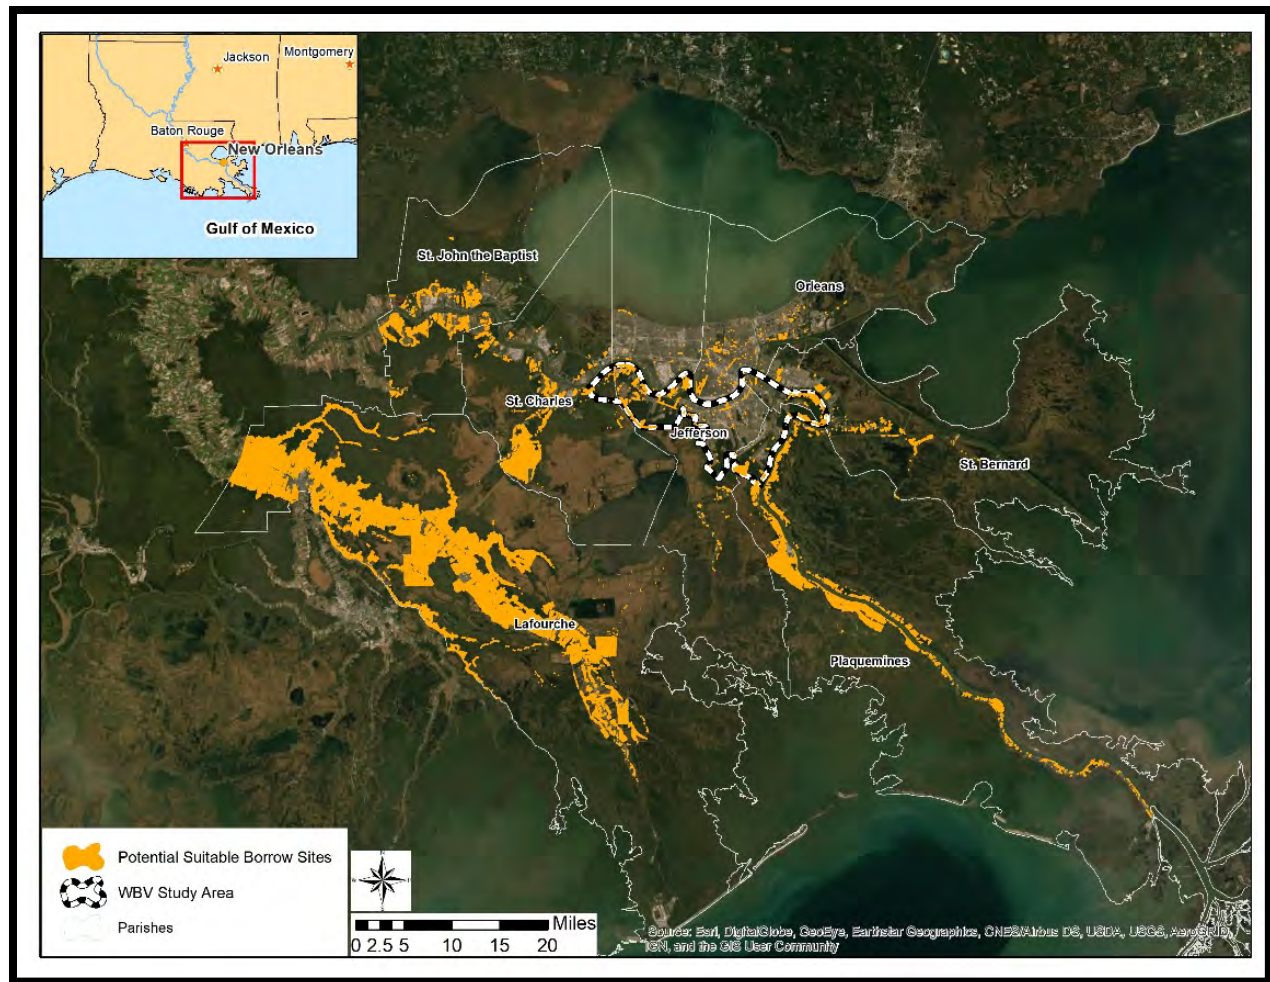 Jackson
Montgomery
Baton Rouge
New Orleans
Gulf of Mexico
St. John the Baptist
Orleans
St. Charles
Jefferson
St. Bernard
Lafourche
Plaquemines
Potential Suitable Borrow Sites
WBV Study Area
Parishes
N
Miles
0 2.5 5 10 15 20
Source: Esri, DigitalGlobe, GeoEye, Earthstar Geographics, CNES/Airbus DS, USDA, USGS, AeroGRID,
IGN, and the GIS User Community